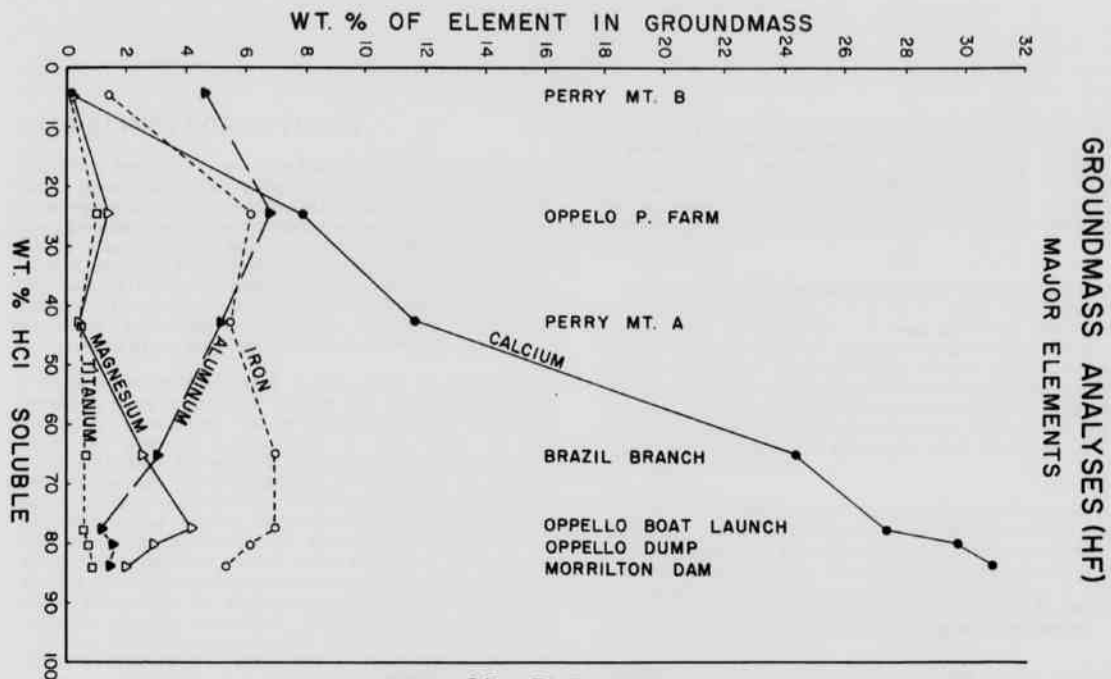 GROUNDMASS ANALYSES (HF)
MAJOR ELEMENTS
WT. % OF ELEMENT IN GROUNDMASS
0 2 4 6 8 10 12 14 16 18 20 22 24 26 28 30 32
0
10
20
30
40
50
60
70
80
90
100
WT. % HCl SOLUBLE
PERRY MT. B
OPPELO P. FARM
PERRY MT. A
BRAZIL BRANCH
OPPELLO BOAT LAUNCH
OPPELLO DUMP
MORRILTON DAM
CALCIUM
IRON
ALUMINUM
MAGNESIUM
TITANIUM